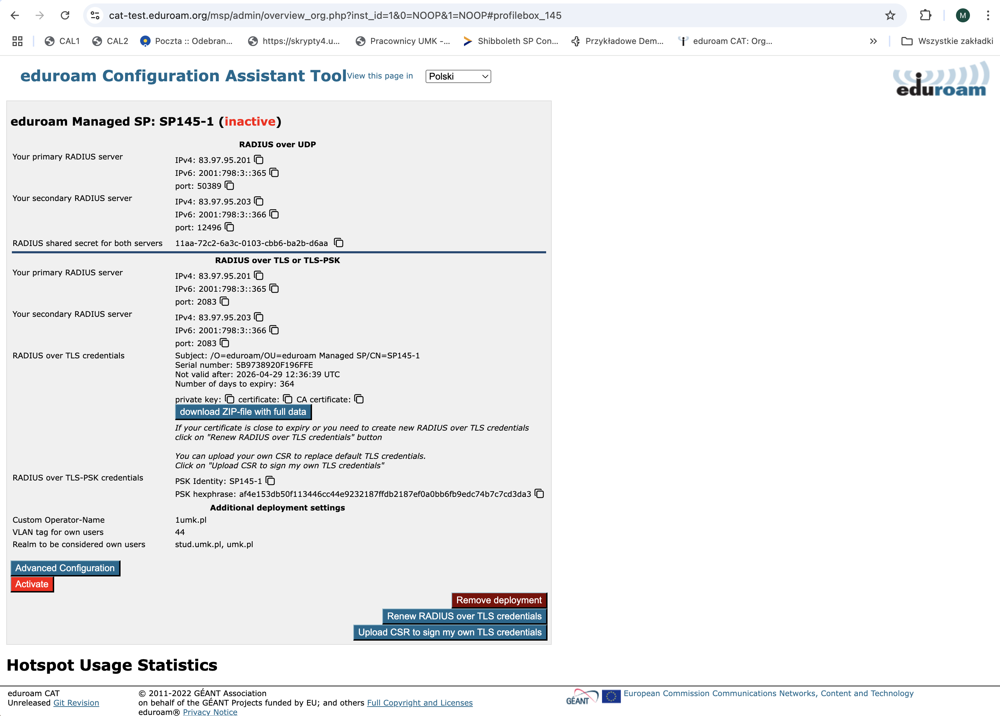 cat-test.eduroam.org/msp/admin/overview_org.php?inst_id=1&0=NOOP&1=NOOP#profilebox_145
M
CAL1
CAL2
Poczta :: Odebran...
https://skrypty4.u...
Pracownicy UMK -...
Shibboleth SP Con...
Przykładowe Dem...
eduroam CAT: Org...
Wszystkie zakładki
eduroam Configuration Assistant Tool
View this page in
Polski
eduroam
eduroam Managed SP: SP145-1 (inactive)
RADIUS over UDP
Your primary RADIUS server
IPv4: 83.97.95.201
IPv6: 2001:798:3::365
port: 50389
Your secondary RADIUS server
IPv4: 83.97.95.203
IPv6: 2001:798:3::366
port: 12496
RADIUS shared secret for both servers 11aa-72c2-6a3c-0103-cbb6-ba2b-d6aa
RADIUS over TLS or TLS-PSK
Your primary RADIUS server
IPv4: 83.97.95.201
IPv6: 2001:798:3::365
port: 2083
Your secondary RADIUS server
IPv4: 83.97.95.203
IPv6: 2001:798:3::366
port: 2083
RADIUS over TLS credentials
Subject: /O=eduroam/OU=eduroam Managed SP/CN=SP145-1
Serial number: 5B9738920F196FFE
Not valid after: 2026-04-29 12:36:39 UTC
Number of days to expiry: 364
private key: certificate: CA certificate:
download ZIP-file with full data
If your certificate is close to expiry or you need to create new RADIUS over TLS credentials
click on "Renew RADIUS over TLS credentials" button
You can upload your own CSR to replace default TLS credentials.
Click on "Upload CSR to sign my own TLS credentials"
RADIUS over TLS-PSK credentials
PSK Identity: SP145-1
PSK hexphrase: af4e153db50f113446cc44e9232187ffdb2187ef0a0bb6fb9edc74b7c7cd3da3
Additional deployment settings
Custom Operator-Name 1umk.pl
VLAN tag for own users 44
Realm to be considered own users stud.umk.pl, umk.pl
Advanced Configuration
Activate
Remove deployment
Renew RADIUS over TLS credentials
Upload CSR to sign my own TLS credentials
Hotspot Usage Statistics
eduroam CAT
Unreleased Git Revision
© 2011-2022 GÉANT Association
on behalf of the GÉANT Projects funded by EU; and others Full Copyright and Licenses
eduroam® Privacy Notice
GÉANT
European Commission Communications Networks, Content and Technology